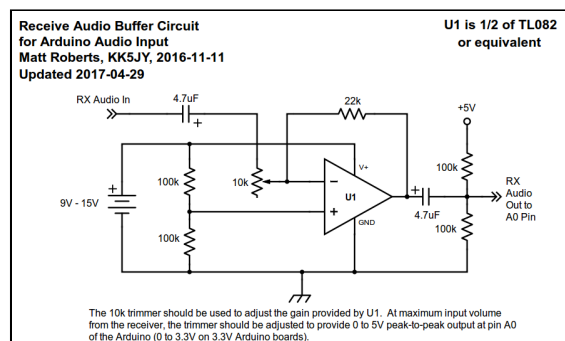 Receive Audio Buffer Circuit
for Arduino Audio Input
Matt Roberts, KK5JY, 2016-11-11
Updated 2017-04-29
U1 is 1/2 of TL082
or equivalent
RX Audio In
4.7uF
+
22k
+5V
100k
10k
V+
−
U1
+
GND
+
9V - 15V
100k
+
4.7uF
100k
100k
RX
Audio
Out to
A0 Pin
The 10k trimmer should be used to adjust the gain provided by U1. At maximum input volume
from the receiver, the trimmer should be adjusted to provide 0 to 5V peak-to-peak output at pin A0
of the Arduino (0 to 3.3V on 3.3V Arduino boards).